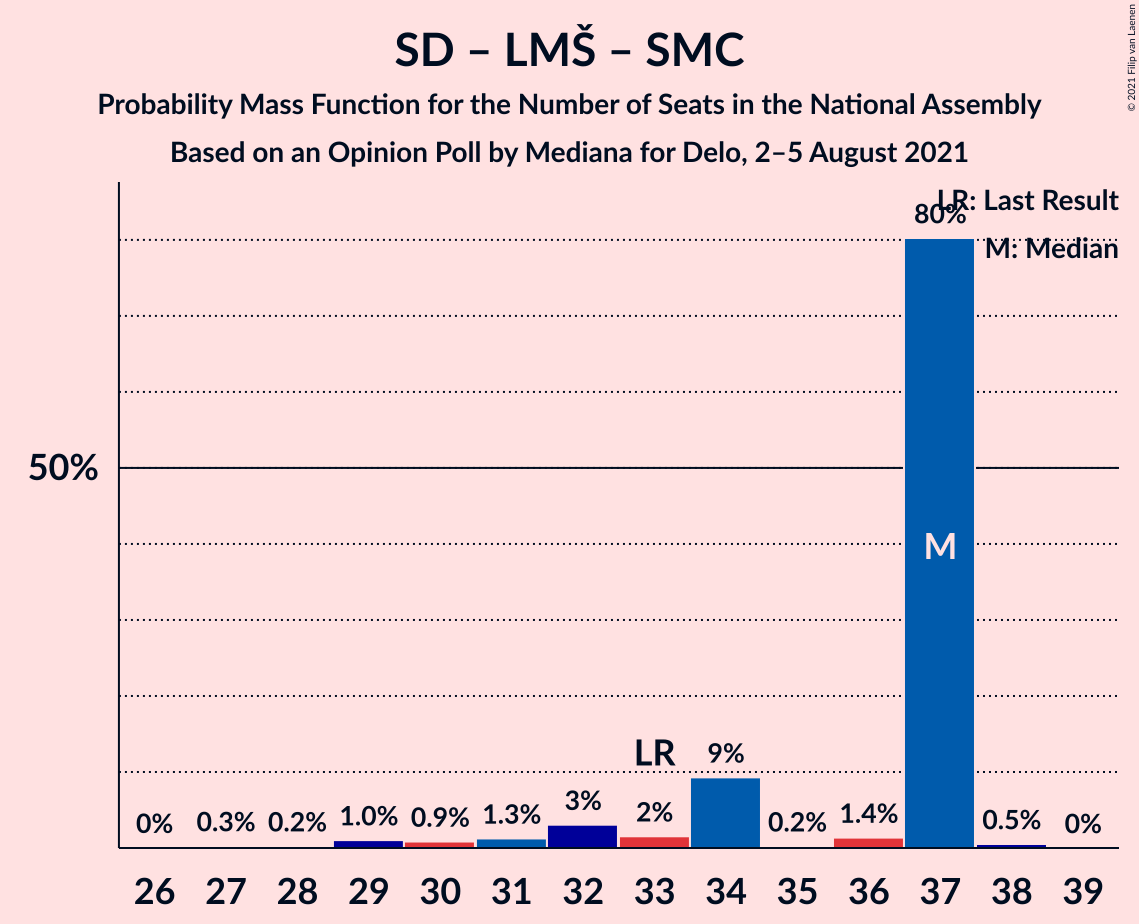 SD – LMŠ – SMC
Probability Mass Function for the Number of Seats in the National Assembly
Based on an Opinion Poll by Mediana for Delo, 2–5 August 2021
© 2021 Filip van Laenen
LR: Last Result
M: Median
50%
0% 0.3% 0.2% 1.0% 0.9% 1.3% 3% 2% 9% 0.2% 1.4% 80% 0.5% 0%
LR
M
26 27 28 29 30 31 32 33 34 35 36 37 38 39